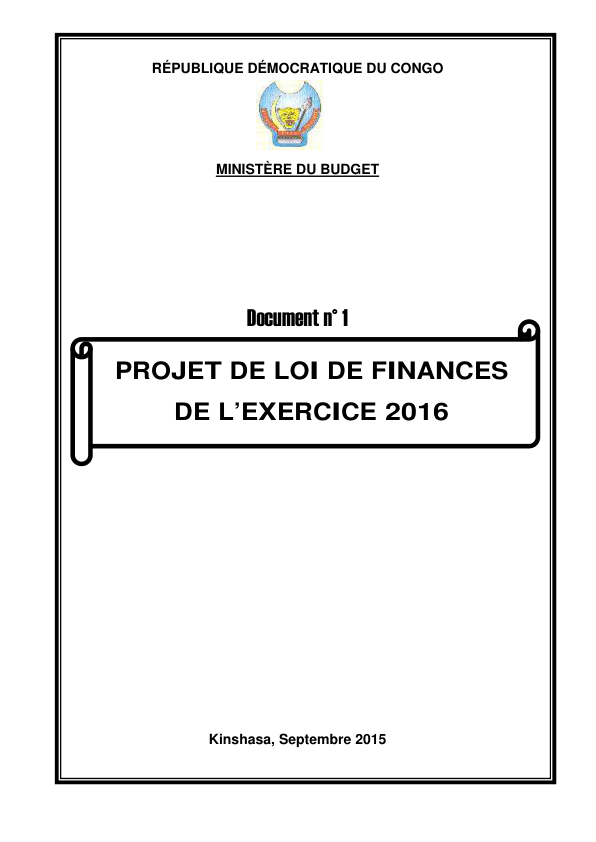 RÉPUBLIQUE DÉMOCRATIQUE DU CONGO
MINISTÈRE DU BUDGET
Document n° 1
PROJET DE LOI DE FINANCES
DE L’EXERCICE 2016
Kinshasa, Septembre 2015